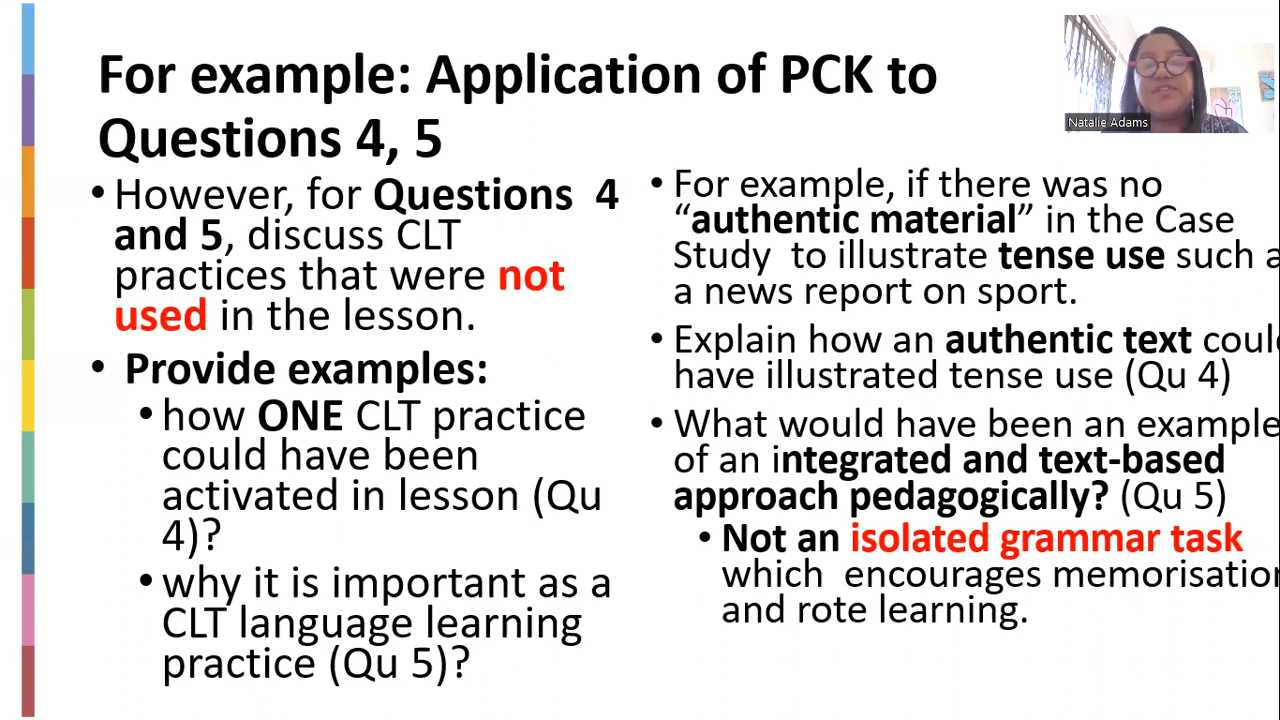 For example: Application of PCK to
Questions 4, 5
• However, for Questions 4
and 5, discuss CLT
practices that were not
used in the lesson.
• Provide examples:
• how ONE CLT practice
could have been
activated in lesson (Qu
4)?
• why it is important as a
CLT language learning
practice (Qu 5)?
• For example, if there was no
“authentic material” in the Case
Study to illustrate tense use such a
a news report on sport.
• Explain how an authentic text coul
have illustrated tense use (Qu 4)
• What would have been an example
of an integrated and text-based
approach pedagogically? (Qu 5)
• Not an isolated grammar task
which encourages memorisation
and rote learning.
Natalie Adams